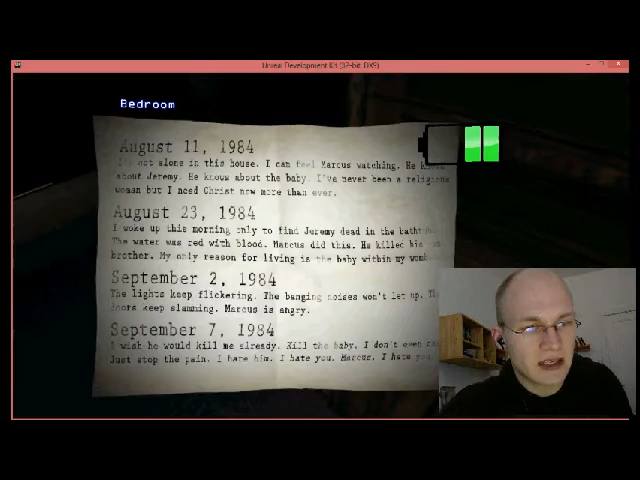 Unreal Development Kit (32-bit, DX9)
Bedroom
August 11, 1984
not alone in this house. I can feel Marcus watching. He
about Jeremy. He knows about the baby. I've never been a religious
woman but I need Christ now more than ever.
August 23, 1984
I woke up this morning only to find Jeremy dead in the
The water was red with blood. Marcus did this. He killed his
brother. My only reason for living is the baby within my
September 2, 1984
The lights keep flickering. The banging noises won't let up.
doors keep slamming. Marcus is angry.
September 7, 1984
I wish he would kill me already. Kill the baby. I don't even
Just stop the pain. I hate him. I hate you. Marcus. I hate you.